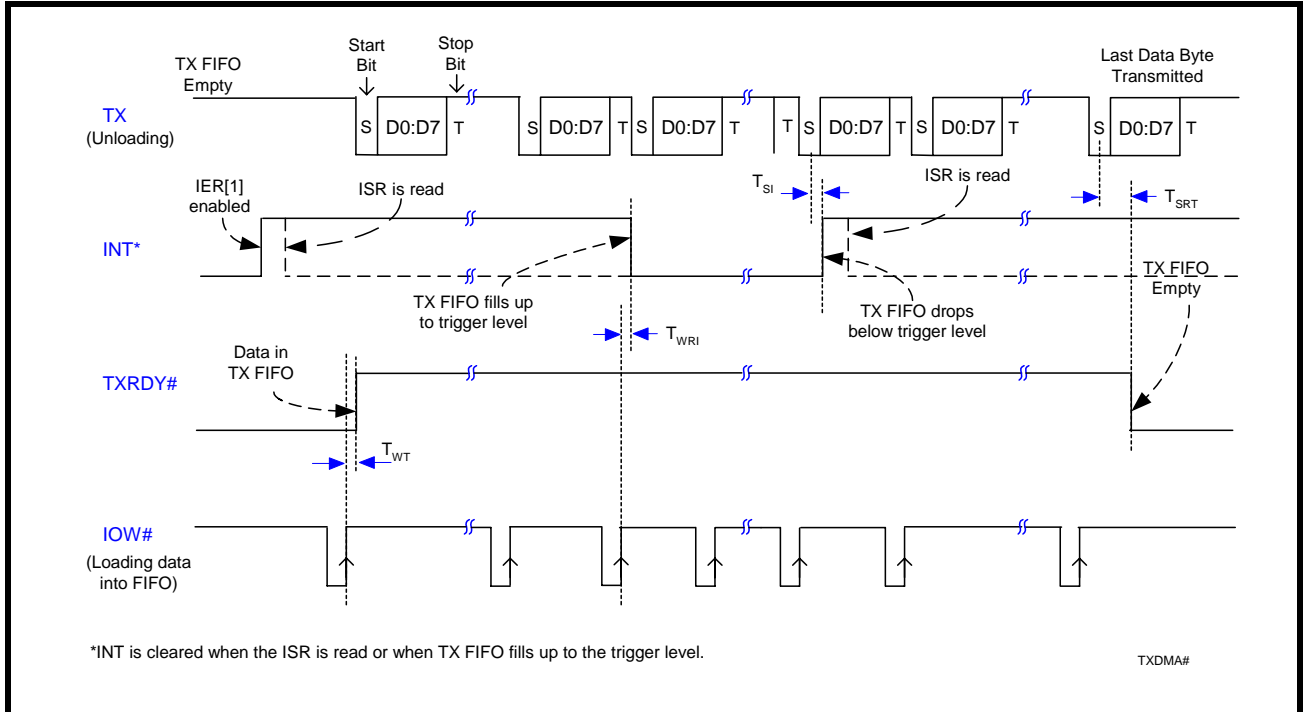 TX FIFO
Empty
Start
Bit
Stop
Bit
Last Data Byte
Transmitted
TX
(Unloading)
S D0:D7 T S D0:D7 T S D0:D7 T T S D0:D7 T S D0:D7 T S D0:D7 T
IER[1]
enabled
ISR is read
TSI
ISR is read
TSRT
INT*
TX FIFO fills up
to trigger level
TX FIFO drops
below trigger level
TX FIFO
Empty
TWRI
Data in
TX FIFO
TXRDY#
TWT
IOW#
(Loading data
into FIFO)
*INT is cleared when the ISR is read or when TX FIFO fills up to the trigger level.
TXDMA#